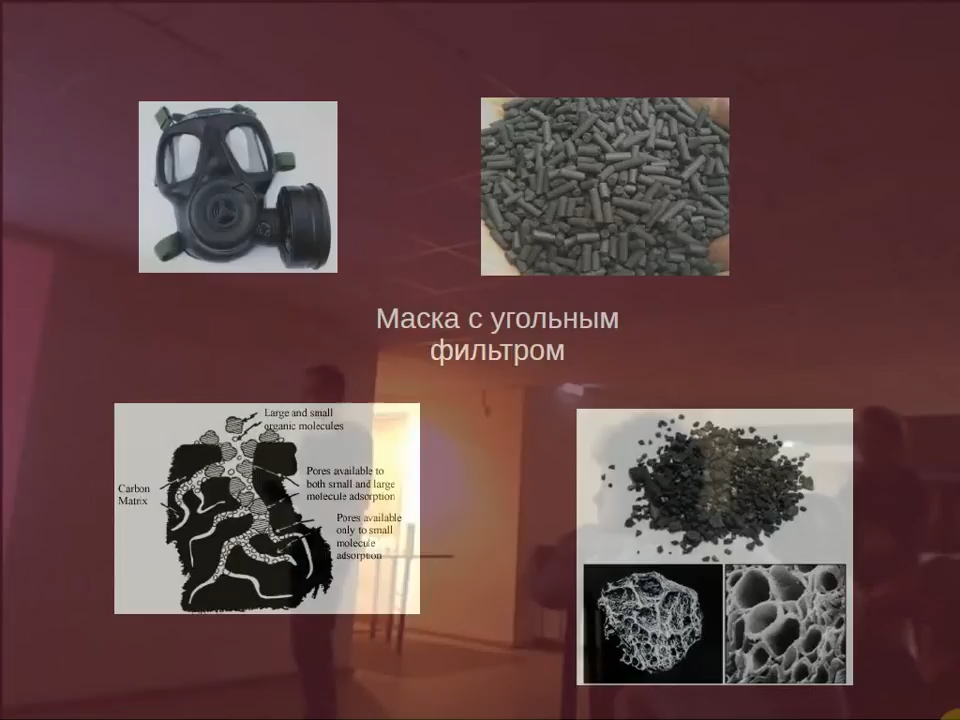 Маска с угольным
фильтром
Large and small
organic molecules
Pores available to
both small and large
molecule adsorption
Carbon
Matrix
Pores available
only to small
molecule
adsorption